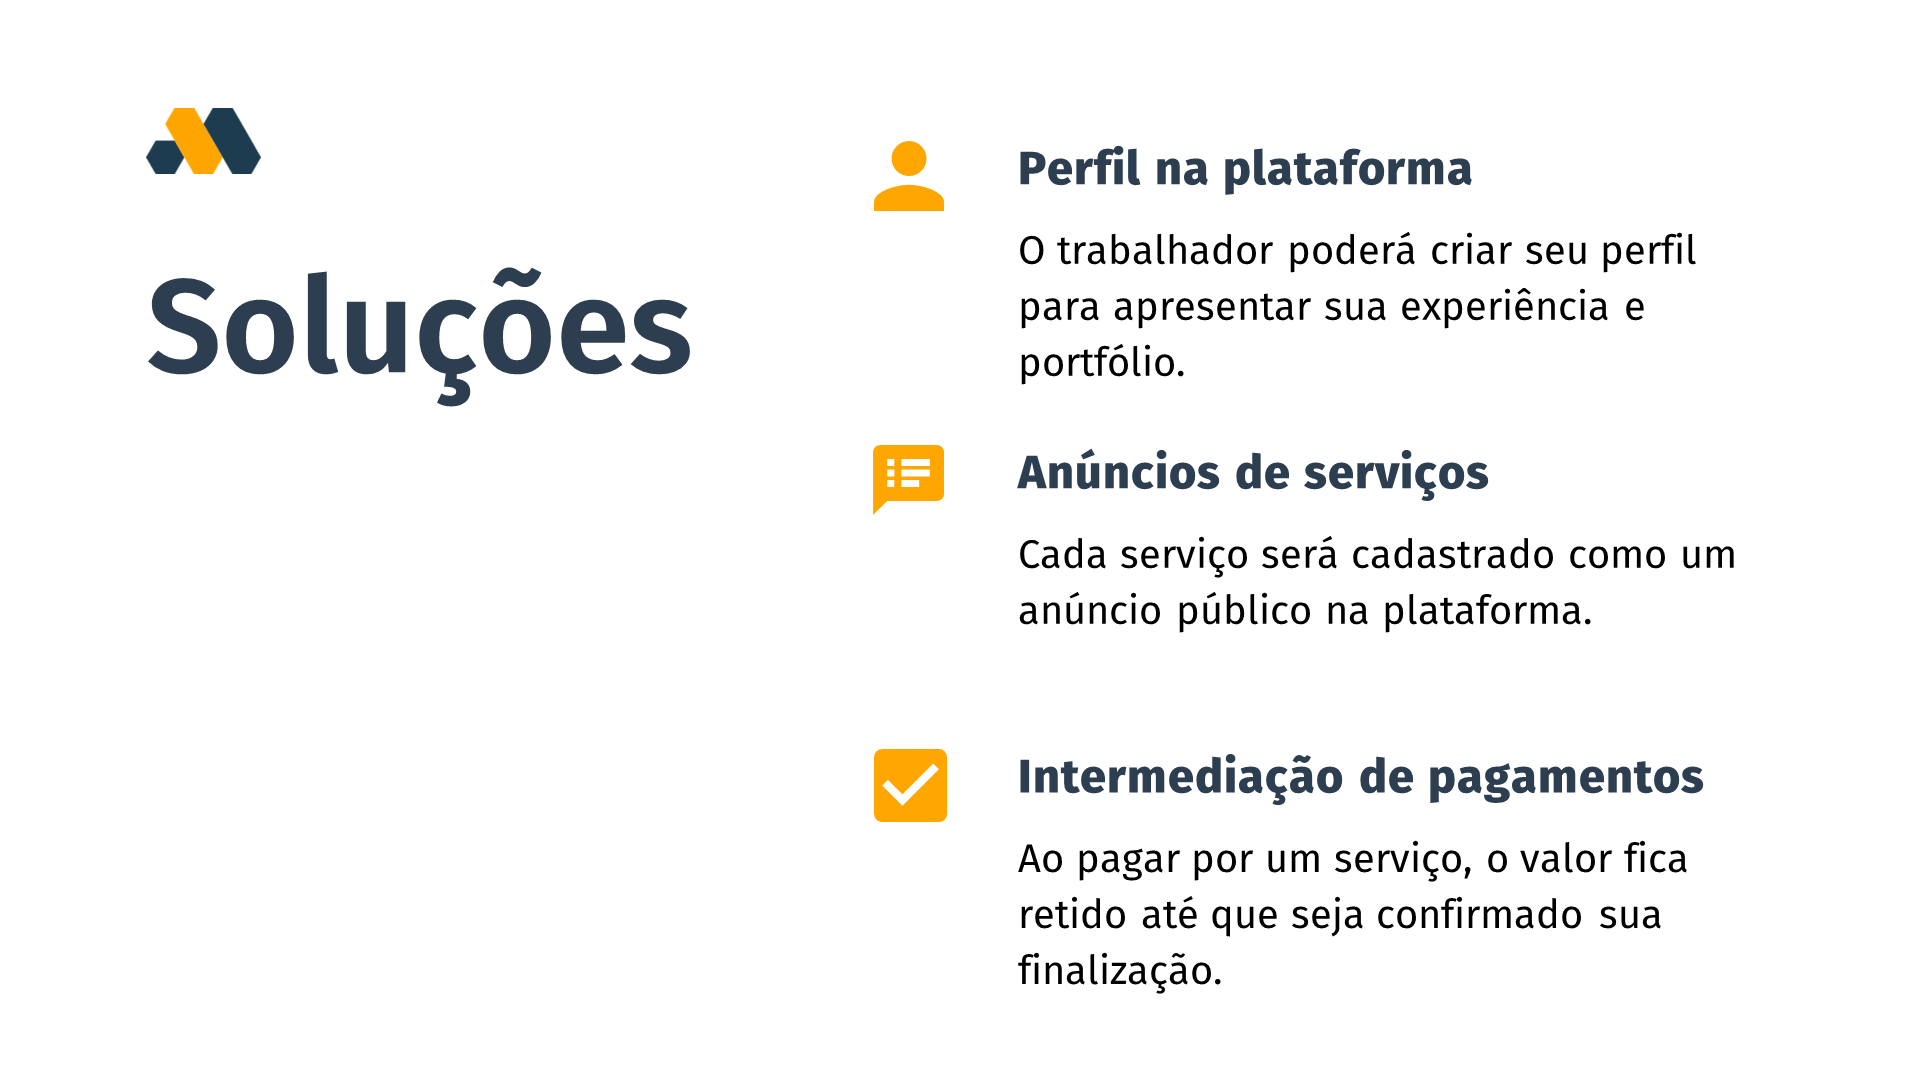 Soluções
Perfil na plataforma
O trabalhador poderá criar seu perfil
para apresentar sua experiência e
portfólio.
Anúncios de serviços
Cada serviço será cadastrado como um
anúncio público na plataforma.
Intermediação de pagamentos
Ao pagar por um serviço, o valor fica
retido até que seja confirmado sua
finalização.